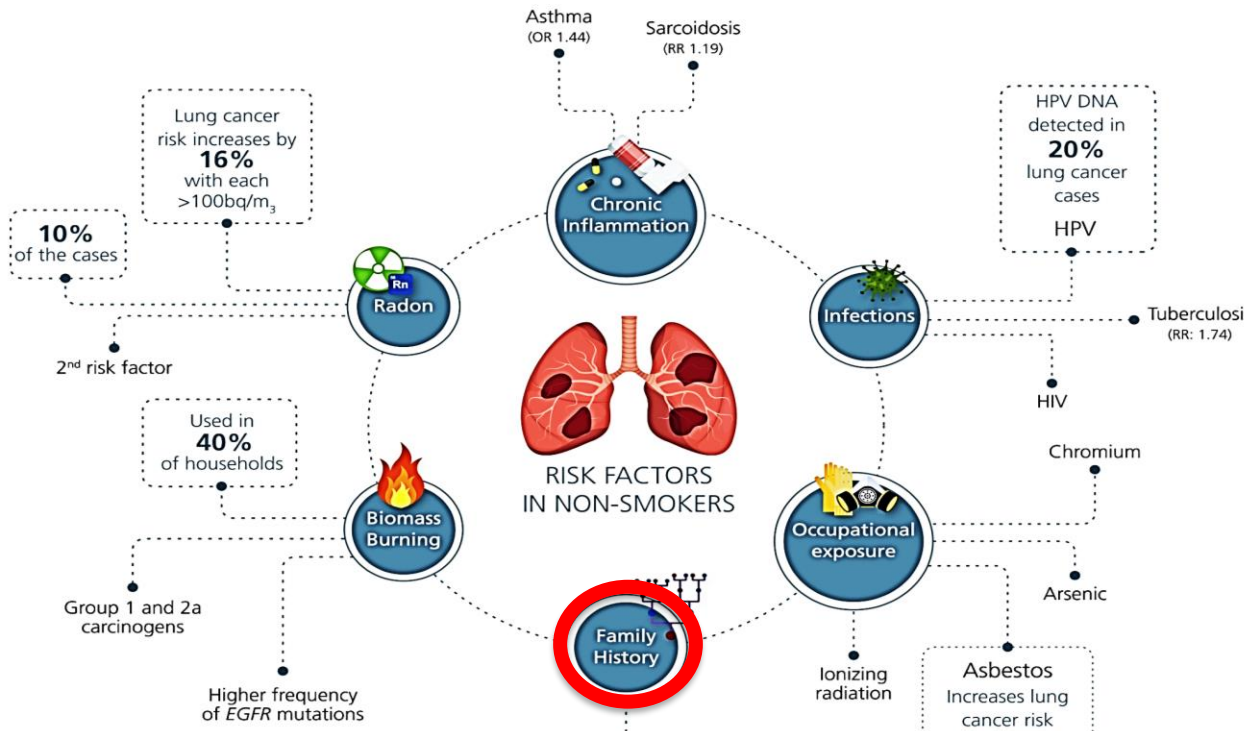 Asthma
(OR 1.44)
Sarcoidosis
(RR 1.19)
Chronic
Inflammation
Lung cancer
risk increases by
16%
with each
>100bq/m3
10%
of the cases
2nd risk factor
Rn
Radon
HPV DNA
detected in
20%
lung cancer
cases
HPV
Infections
Tuberculosi
(RR: 1.74)
HIV
RISK FACTORS
IN NON-SMOKERS
Used in
40%
of households
Biomass
Burning
Group 1 and 2a
carcinogens
Higher frequency
of EGFR mutations
Chromium
Occupational
exposure
Arsenic
Ionizing
radiation
Asbestos
Increases lung
cancer risk
Family
History